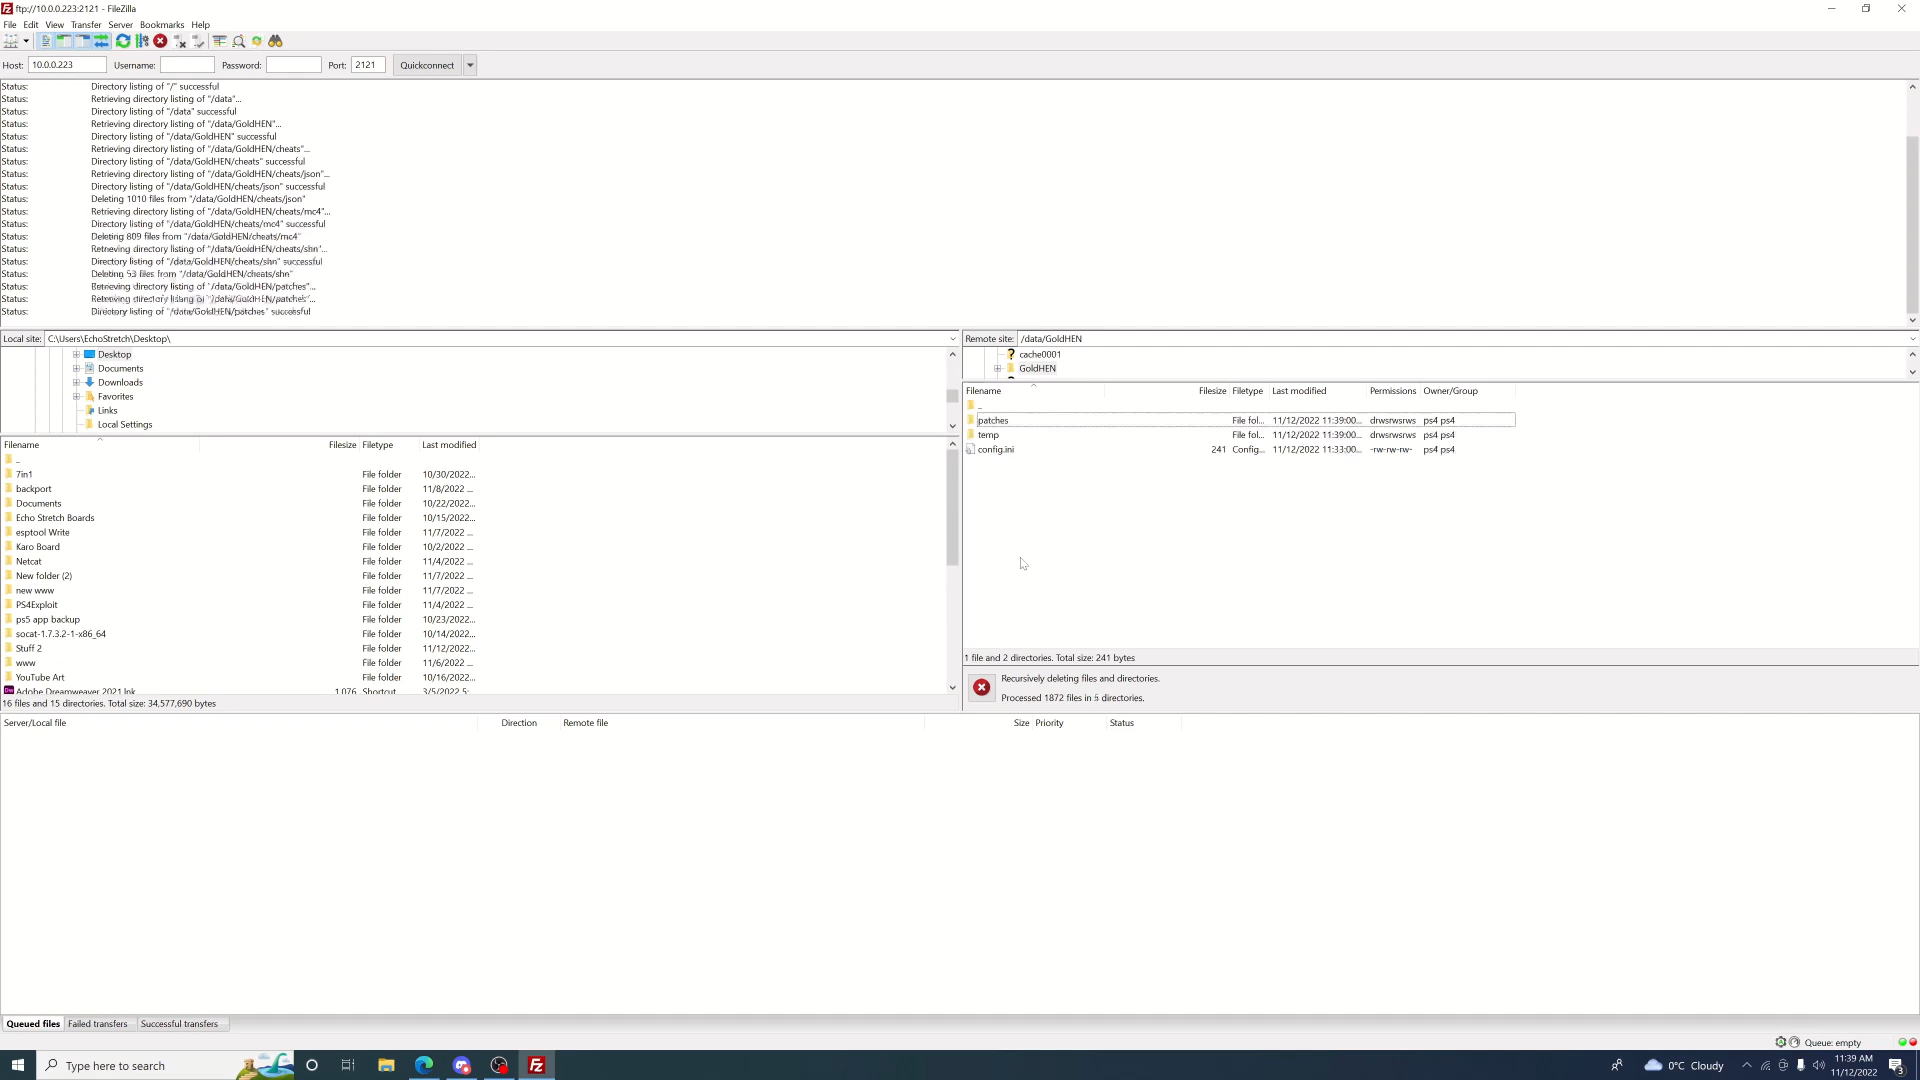 ftp://10.0.0.223:2121 - FileZilla
File Edit View Transfer Server Bookmarks Help
Host: 10.0.0.223 Username: Password: Port: 2121 Quickconnect
Status: Directory listing of "/" successful
Status: Retrieving directory listing of "/data"...
Status: Directory listing of "/data" successful
Status: Retrieving directory listing of "/data/GoldHEN"...
Status: Directory listing of "/data/GoldHEN" successful
Status: Retrieving directory listing of "/data/GoldHEN/cheats"...
Status: Directory listing of "/data/GoldHEN/cheats" successful
Status: Retrieving directory listing of "/data/GoldHEN/cheats/json"...
Status: Directory listing of "/data/GoldHEN/cheats/json" successful
Status: Deleting 1010 files from "/data/GoldHEN/cheats/json"
Status: Retrieving directory listing of "/data/GoldHEN/cheats/mc4"...
Status: Directory listing of "/data/GoldHEN/cheats/mc4" successful
Status: Deleting 809 files from "/data/GoldHEN/cheats/mc4"
Status: Retrieving directory listing of "/data/GoldHEN/cheats/shn"...
Status: Directory listing of "/data/GoldHEN/cheats/shn" successful
Status: Deleting 53 files from "/data/GoldHEN/cheats/shn"
Status: Retrieving directory listing of "/data/GoldHEN/patches"...
Status: Retrieving directory listing of "/data/GoldHEN/patches"...
Status: Directory listing of "/data/GoldHEN/patches" successful
Local site: C:\Users\EchoStretch\Desktop\
Desktop
Documents
Downloads
Favorites
Links
Local Settings
Filename Filesize Filetype Last modified
..
7in1 File folder 10/30/2022...
backport File folder 11/8/2022 ...
Documents File folder 10/22/2022...
Echo Stretch Boards File folder 10/15/2022...
esptool Write File folder 11/7/2022 ...
Karo Board File folder 10/2/2022 ...
Netcat File folder 11/4/2022 ...
New folder (2) File folder 11/7/2022 ...
new www File folder 11/7/2022 ...
PS4Exploit File folder 11/4/2022 ...
ps5 app backup File folder 10/23/2022...
socat-1.7.3.2-1-x86_64 File folder 10/14/2022...
Stuff 2 File folder 11/12/2022...
www File folder 11/6/2022 ...
YouTube Art File folder 10/16/2022...
Adobe Dreamweaver 2021.lnk 1,076 Shortcut 3/5/2022 5:...
16 files and 15 directories. Total size: 34,577,690 bytes
Remote site: /data/GoldHEN
cache0001
GoldHEN
Filename Filesize Filetype Last modified Permissions Owner/Group
..
patches File fol... 11/12/2022 11:39:00... drwsrwsrws ps4 ps4
temp File fol... 11/12/2022 11:39:00... drwsrwsrws ps4 ps4
config.ini 241 Config... 11/12/2022 11:33:00... -rw-rw-rw- ps4 ps4
1 file and 2 directories. Total size: 241 bytes
Recursively deleting files and directories.
Processed 1872 files in 5 directories.
Server/Local file Direction Remote file Size Priority Status
Queued files Failed transfers Successful transfers
Queue: empty
Type here to search
0°C Cloudy
11:39 AM
11/12/2022
3